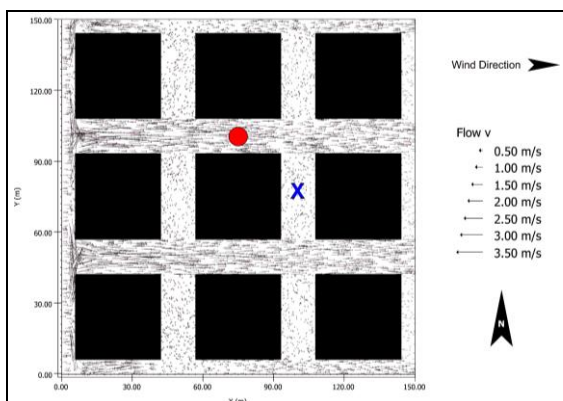 150.00
120.00
90.00
60.00
30.00
0.00
Y (m)
0.00 30.00 60.00 90.00 120.00 150.00
X
Wind Direction
Flow v
0.50 m/s
1.00 m/s
1.50 m/s
2.00 m/s
2.50 m/s
3.00 m/s
3.50 m/s
N